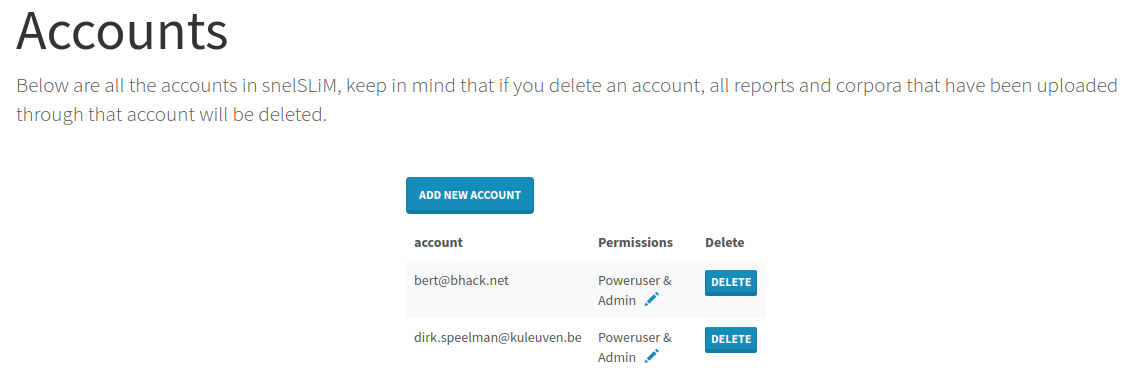 Accounts
Below are all the accounts in snelSLiM, keep in mind that if you delete an account, all reports and corpora that have been uploaded
through that account will be deleted.
ADD NEW ACCOUNT
account Permissions Delete
bert@bhack.net Poweruser & DELETE
Admin
dirk.speelman@kuleuven.be Poweruser & DELETE
Admin